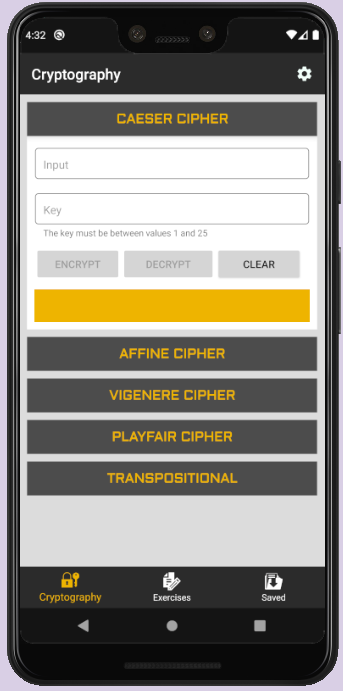 4:32
Cryptography
CAESER CIPHER
Input
Key
The key must be between values 1 and 25
ENCRYPT DECRYPT CLEAR
AFFINE CIPHER
VIGENERE CIPHER
PLAYFAIR CIPHER
TRANSPOSITIONAL
Cryptography Exercises Saved